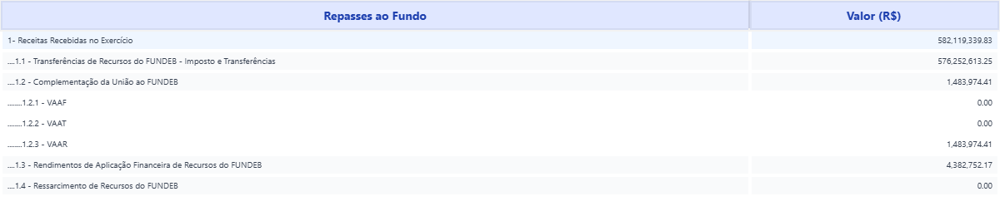 Repasses ao Fundo Valor (R$)
1- Receitas Recebidas no Exercício 582,119,339.83
....1.1 - Transferências de Recursos do FUNDEB - Imposto e Transferências 576,252,613.25
....1.2 - Complementação da União ao FUNDEB 1,483,974.41
........1.2.1 - VAAF 0.00
........1.2.2 - VAAT 0.00
........1.2.3 - VAAR 1,483,974.41
....1.3 - Rendimentos de Aplicação Financeira de Recursos do FUNDEB 4,382,752.17
....1.4 - Ressarcimento de Recursos do FUNDEB 0.00